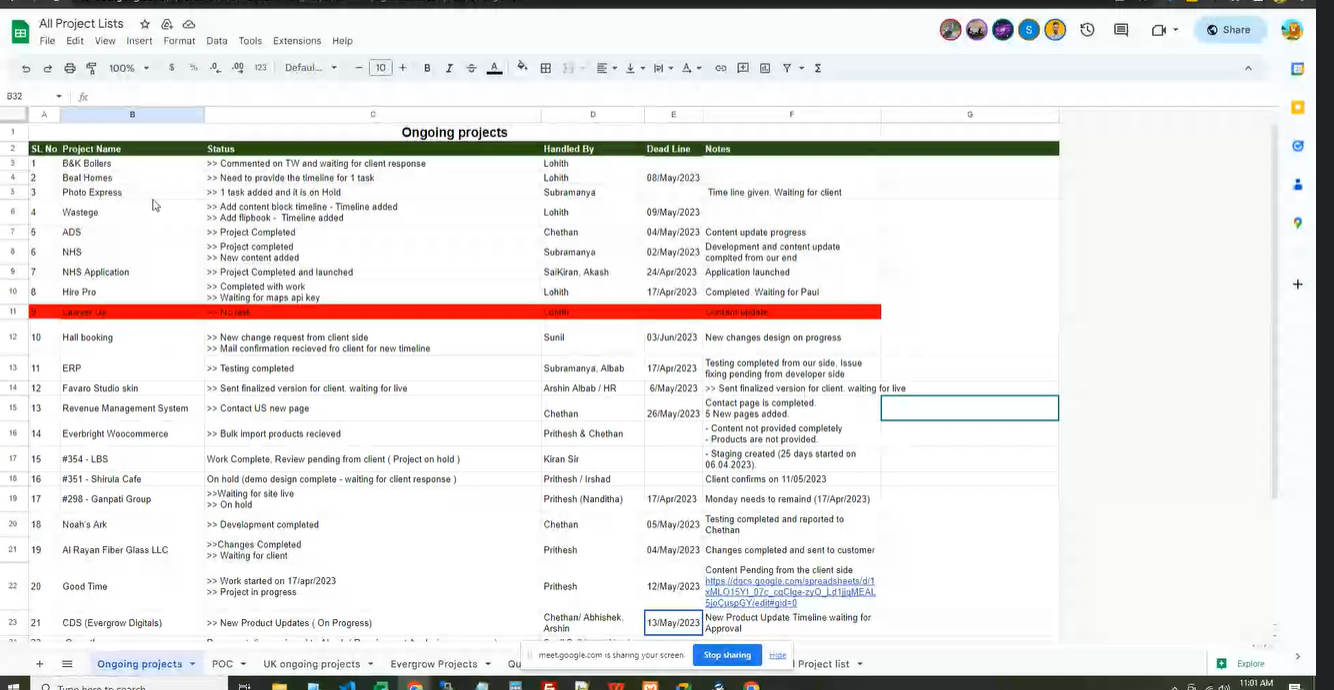 All Project Lists
File Edit View Insert Format Data Tools Extensions Help
Share
100% $ % .0 .00 123 Defaul... − 10 + B I A
B32 fx
A B C D E F G
1 Ongoing projects
2 SL No Project Name Status Handled By Dead Line Notes
3 1 B&K Boilers >> Commented on TW and waiting for client response Lohith
4 2 Beal Homes >> Need to provide the timeline for 1 task Lohith 08/May/2023
5 3 Photo Express >> 1 task added and it is on Hold Subramanya Time line given. Waiting for client
6 4 Wastege >> Add content block timeline - Timeline added Lohith 09/May/2023
>> Add flipbook - Timeline added
7 5 ADS >> Project Completed Chethan 04/May/2023 Content update progress
8 6 NHS >> Project completed Subramanya 02/May/2023 Development and content update
>> New content added complted from our end
9 7 NHS Application >> Project Completed and launched SaiKiran, Akash 24/Apr/2023 Application launched
10 8 Hire Pro >> Completed with work Lohith 17/Apr/2023 Completed. Waiting for Paul
>> Waiting for maps api key
11 9 Lawyer Up >> No task Lohith Content update
12 10 Hall booking >> New change request from client side Sunil 03/Jun/2023 New changes design on progress
>> Mail confirmation recieved fro client for new timeline
13 11 ERP >> Testing completed Subramanya, Albab 17/Apr/2023 Testing completed from our side, Issue
fixing pending from developer side
14 12 Favaro Studio skin >> Sent finalized version for client. waiting for live Arshin Albab / HR 6/May/2023 >> Sent finalized version for client. waiting for live
15 13 Revenue Management System >> Contact US new page Chethan 26/May/2023 Contact page is completed.
5 New pages added.
16 14 Everbright Woocommerce >> Bulk import products recieved Prithesh & Chethan - Content not provided completely
- Products are not provided.
17 15 #354 - LBS Work Complete, Review pending from client ( Project on hold ) Kiran Sir - Staging created (25 days started on
06.04.2023).
18 16 #351 - Shirula Cafe On hold (demo design complete - waiting for client response ) Prithesh / Irshad Client confirms on 11/05/2023
19 17 #298 - Ganpati Group >>Waiting for site live Prithesh (Nanditha) 17/Apr/2023 Monday needs to remaind (17/Apr/2023)
>> On hold
20 18 Noah's Ark >> Development completed Chethan 05/May/2023 Testing completed and reported to
Chethan
21 19 Al Rayan Fiber Glass LLC >>Changes Completed Prithesh 04/May/2023 Changes completed and sent to customer
>> Waiting for client
22 20 Good Time >> Work started on 17/apr/2023 Prithesh 12/May/2023 Content Pending from the client side
>> Project in progress https://docs.google.com/spreadsheets/d/1
23 21 CDS (Evergrow Digitals) >> New Product Updates ( On Progress) Chethan/ Abhishek, 13/May/2023 New Product Update Timeline waiting for
Arshin Approval
meet.google.com is sharing your screen. Stop sharing Hide
Ongoing projects POC UK ongoing projects Evergrow Projects Project list Explore
Type here to search 11:01 AM